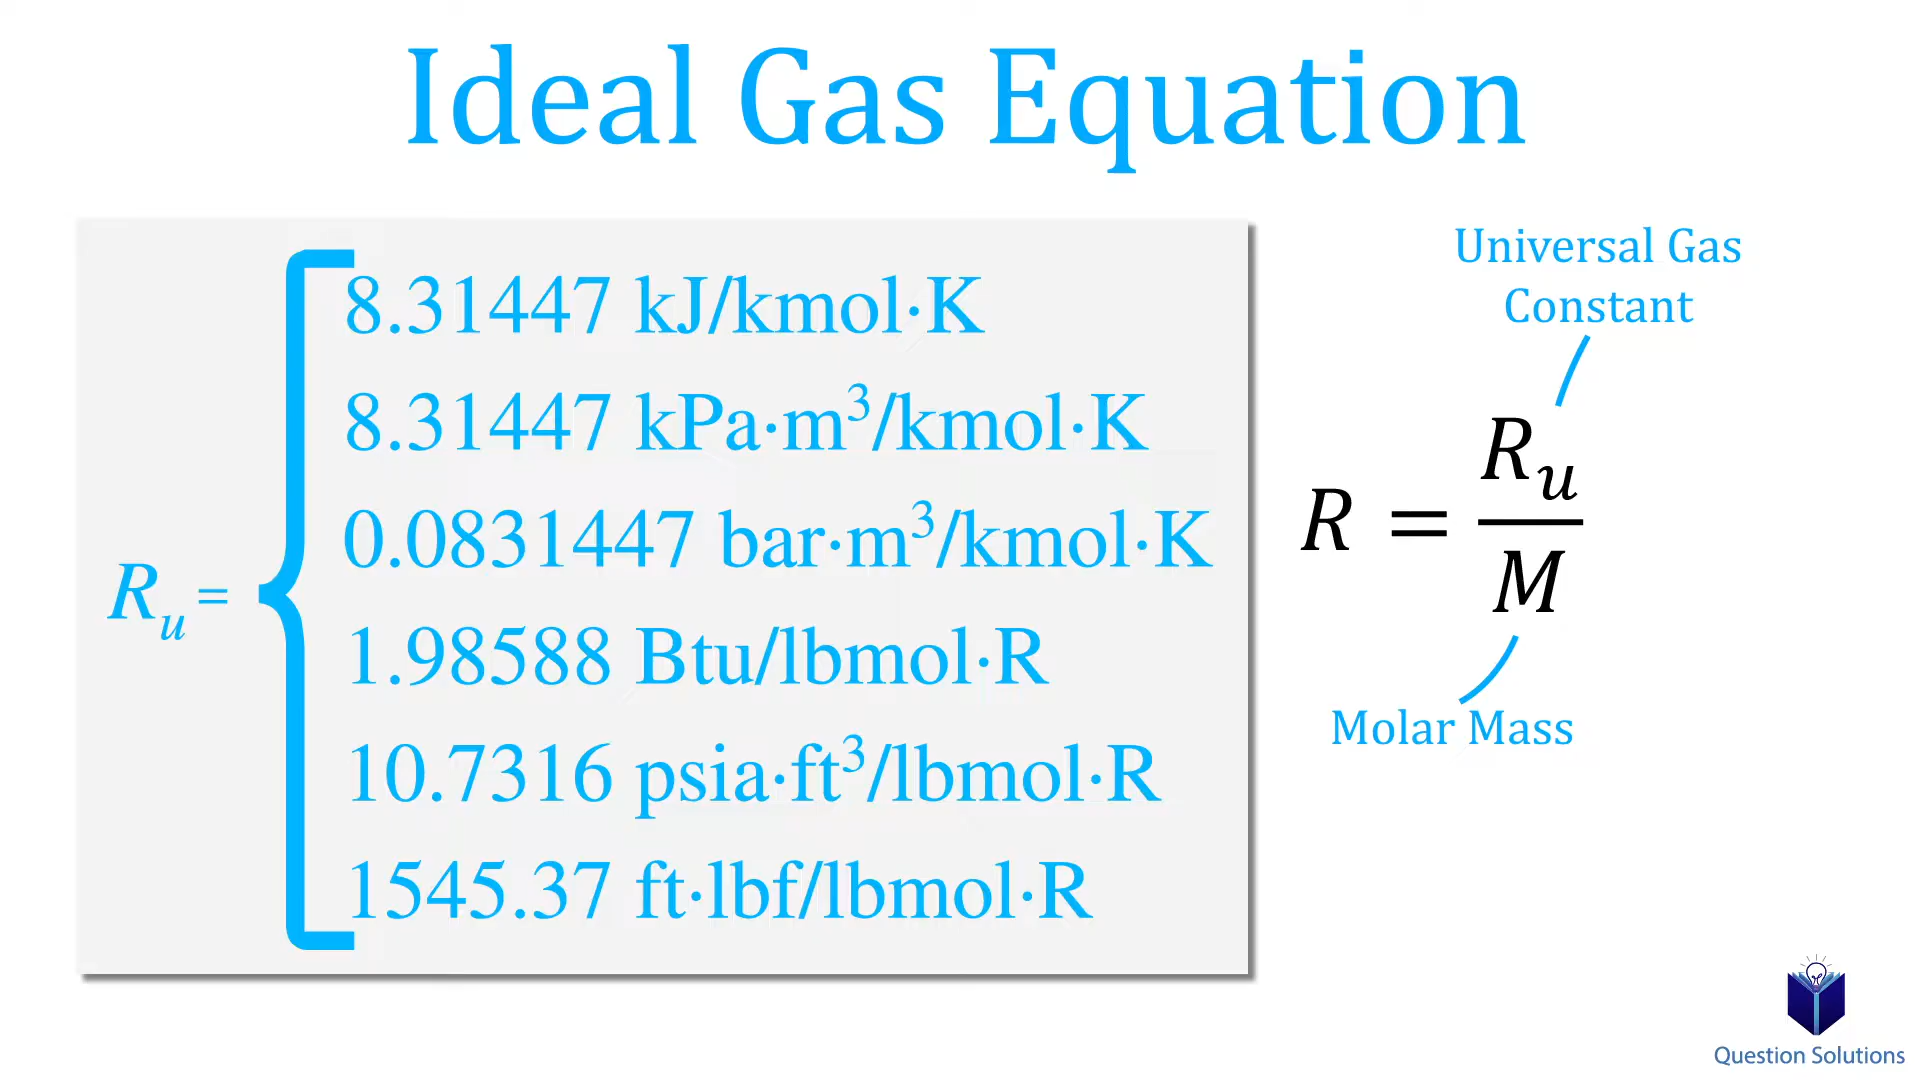 Ideal Gas Equation
R_u =
8.31447 kJ/kmol·K
8.31447 kPa·m³/kmol·K
0.0831447 bar·m³/kmol·K
1.98588 Btu/lbmol·R
10.7316 psia·ft³/lbmol·R
1545.37 ft·lbf/lbmol·R
Universal Gas
Constant
R = R_u/M
Molar Mass
Question Solutions